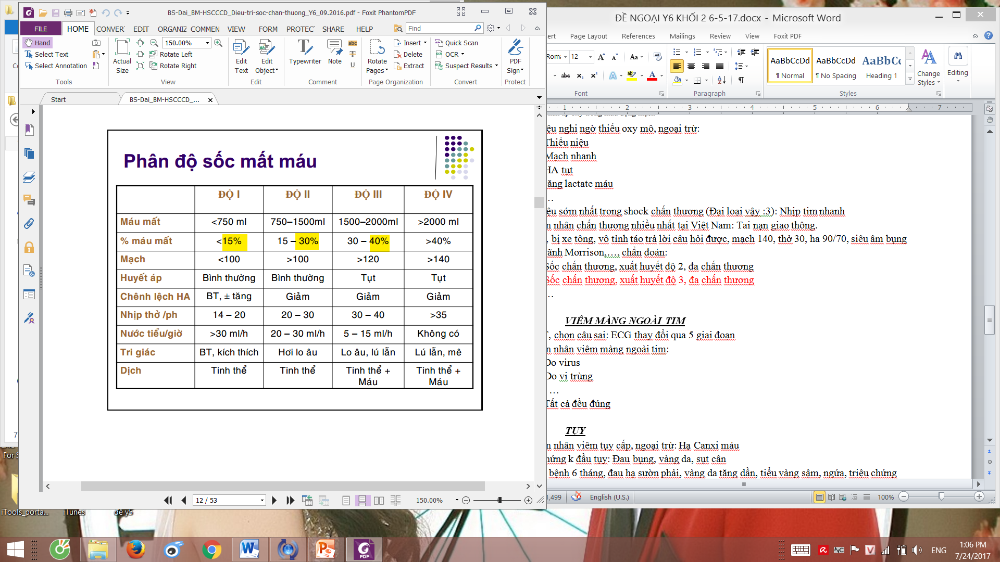 BS-Dai_BM-HSCCCD_Dieu-tri-soc-chan-thuong_Y6_09.2016.pdf - Foxit PhantomPDF
FILE HOME CONVER EDIT ORGANIZ COMMEN VIEW FORM PROTEC SHARE HELP Find
Hand
Select Text
Select Annotation
Tools
Actual Size
150.00%
Rotate Left
Rotate Right
View
Edit Text
Edit Object
Edit
Typewriter
Note
Comment
Rotate Pages
Insert
Delete
Extract
Page Organization
Quick Scan
OCR
Suspect Results
Convert
PDF Sign
Protect
Start
BS-Dai_BM-HSCCCD_...
Phân độ sốc mất máu
ĐỘ I ĐỘ II ĐỘ III ĐỘ IV
Máu mất <750 ml 750–1500ml 1500–2000ml >2000 ml
% máu mất <15% 15 – 30% 30 – 40% >40%
Mạch <100 >100 >120 >140
Huyết áp Bình thường Bình thường Tụt Tụt
Chênh lệch HA BT, ± tăng Giảm Giảm Giảm
Nhịp thở /ph 14 – 20 20 – 30 30 – 40 >35
Nước tiểu/giờ >30 ml/h 20 – 30 ml/h 5 – 15 ml/h Không có
Tri giác BT, kích thích Hơi lo âu Lo âu, lú lẫn Lú lẫn, mê
Dịch Tinh thể Tinh thể Tinh thể + Máu Tinh thể + Máu
12 / 53
150.00%
ĐỀ NGOẠI Y6 KHỐI 2 6-5-17.docx - Microsoft Word
ert Page Layout References Mailings Review View Foxit PDF
Roma 12
Font
Paragraph
AaBbCcDd AaBbCcDd AaBbCc
¶ Normal ¶ No Spacing Heading 1
Styles
Change Styles
Editing
1 2 3 4 5 6 7
ệu nghi ngờ thiếu oxy mô, ngoại trừ:
Thiểu niệu
Mạch nhanh
HA tụt
ăng lactate máu
…
ệu sớm nhất trong shock chấn thương (Đại loại vậy :3): Nhịp tim nhanh
n nhân chấn thương nhiều nhất tại Việt Nam: Tai nạn giao thông.
, bị xe tông, vô tỉnh táo trả lời câu hỏi được, mạch 140, thở 30, ha 90/70, siêu âm bụng
rãnh Morrison,…, chẩn đoán:
Sốc chấn thương, xuất huyết độ 2, đa chấn thương
Sốc chấn thương, xuất huyết độ 3, đa chấn thương
…
VIÊM MÀNG NGOÀI TIM
T, chọn câu sai: ECG thay đổi qua 5 giai đoạn
n nhân viêm màng ngoài tim:
Do virus
Do vi trùng
…
Tất cả đều đúng
TỤY
n nhân viêm tụy cấp, ngoại trừ: Hạ Canxi máu
hứng k đầu tụy: Đau bụng, vàng da, sụt cân
bệnh 6 tháng, đau hạ sườn phải, vàng da tăng dần, tiểu vàng sậm, ngứa, triệu chứng
1,499 English (U.S.) 100%
For S
iTools_porta... iTunes de y5
ENG
1:06 PM
7/24/2017